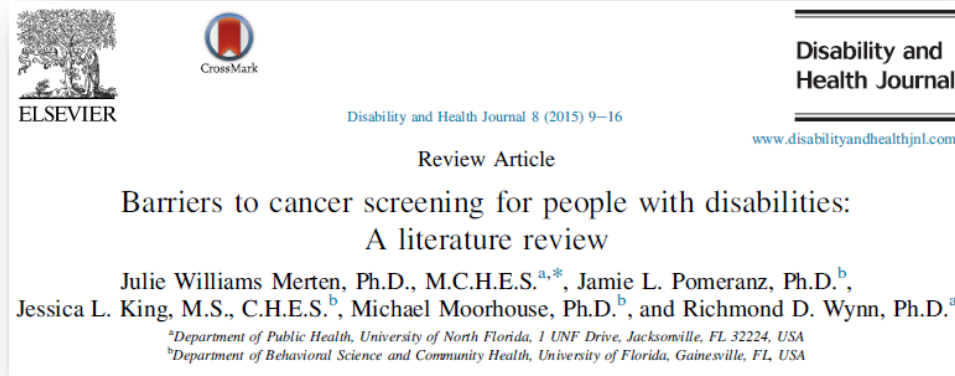 ELSEVIER
CrossMark
Disability and
Health Journal
Disability and Health Journal 8 (2015) 9–16
www.disabilityandhealthjnl.com
Review Article
Barriers to cancer screening for people with disabilities:
A literature review
Julie Williams Merten, Ph.D., M.C.H.E.S.a,*, Jamie L. Pomeranz, Ph.D.b,
Jessica L. King, M.S., C.H.E.S.b, Michael Moorhouse, Ph.D.b, and Richmond D. Wynn, Ph.D.a
aDepartment of Public Health, University of North Florida, 1 UNF Drive, Jacksonville, FL 32224, USA
bDepartment of Behavioral Science and Community Health, University of Florida, Gainesville, FL, USA